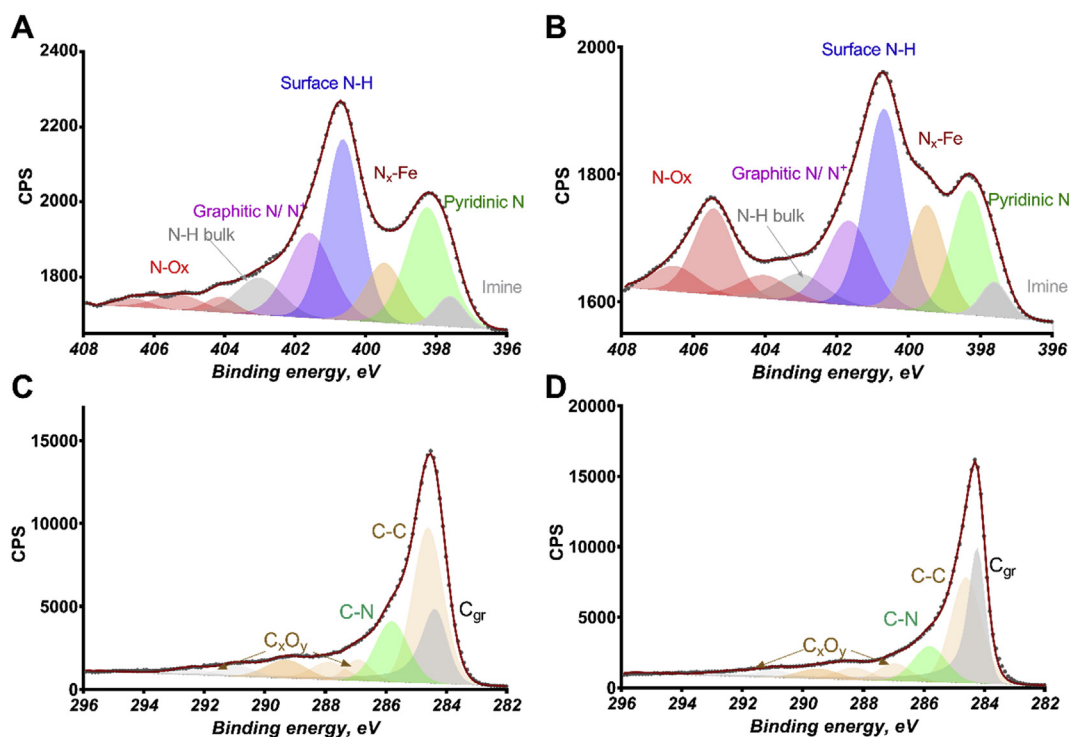 A
2400
2200
2000
1800
CPS
Surface N-H
Nx-Fe
Graphitic N/ N+
N-H bulk
N-Ox
Pyridinic N
Imine
408 406 404 402 400 398 396
Binding energy, eV
B
2000
1800
1600
CPS
Surface N-H
Nx-Fe
Graphitic N/ N+
N-Ox
N-H bulk
Pyridinic N
Imine
408 406 404 402 400 398 396
Binding energy, eV
C
15000
10000
5000
0
CPS
C-C
C-N
Cgr
CxOy
296 294 292 290 288 286 284 282
Binding energy, eV
D
20000
15000
10000
5000
0
CPS
C-C
Cgr
C-N
CxOy
296 294 292 290 288 286 284 282
Binding energy, eV